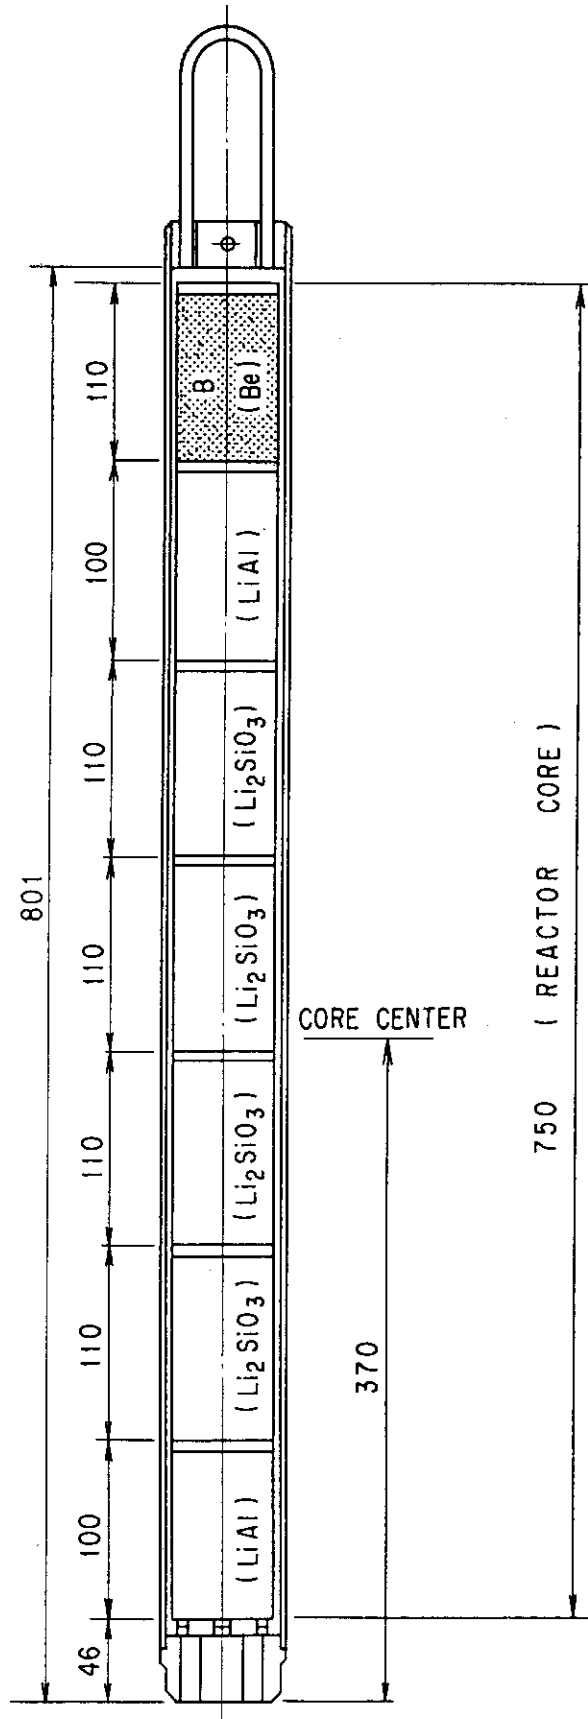 110
100
110
110
110
110
100
46
801
B
(Be)
(LiAl)
(Li₂SiO₃)
(Li₂SiO₃)
(Li₂SiO₃)
(Li₂SiO₃)
(LiAl)
CORE CENTER
370
750 (REACTOR CORE)